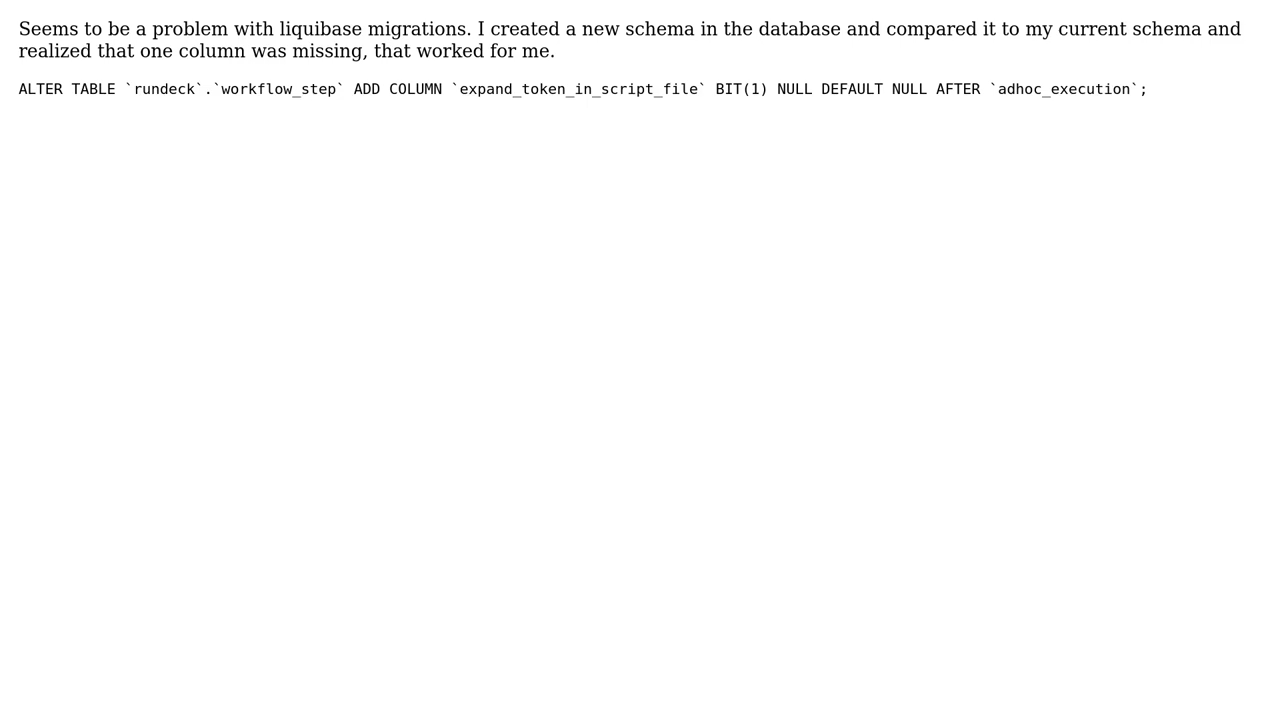 Seems to be a problem with liquibase migrations. I created a new schema in the database and compared it to my current schema and
realized that one column was missing, that worked for me.
ALTER TABLE `rundeck`.`workflow_step` ADD COLUMN `expand_token_in_script_file` BIT(1) NULL DEFAULT NULL AFTER `adhoc_execution`;